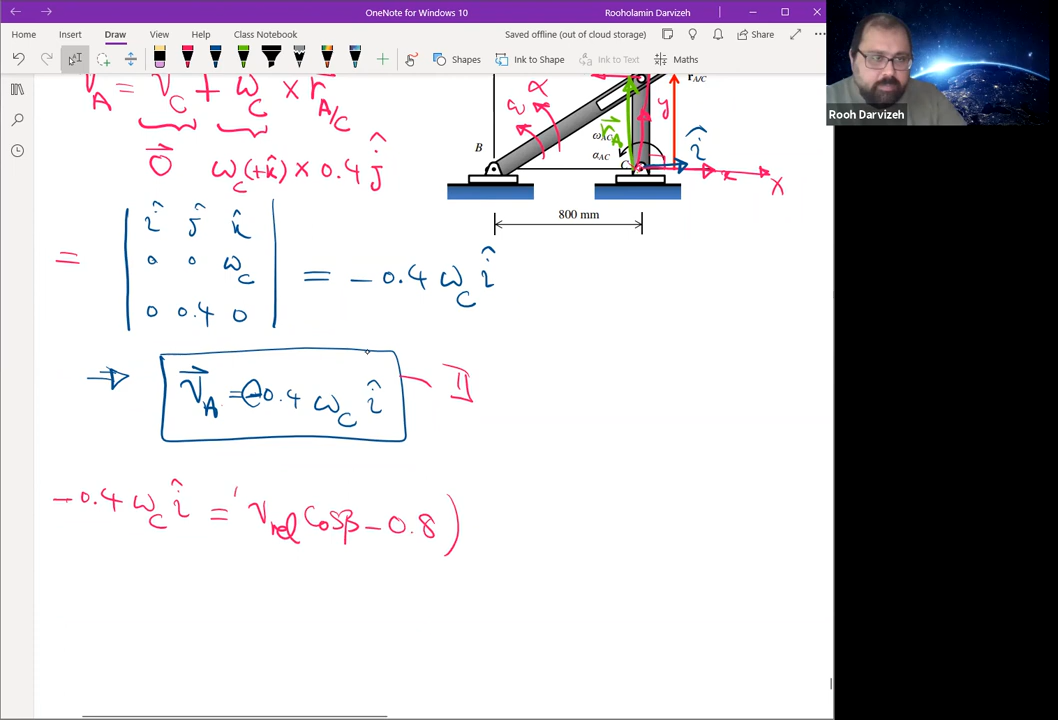 OneNote for Windows 10
Rooholamin Darvizeh
Home Insert Draw View Help Class Notebook
Saved offline (out of cloud storage)
Share
Shapes Ink to Shape Ink to Text Maths
V_A = V_C + ω_C × r_A/C
0 ω_C(+k̂) × 0.4 ĵ
= | î ĵ k̂ |
| 0 0 ω_C | = −0.4 ω_C î
| 0 0.4 0 |
⇒ V_A = −0.4 ω_C î — II
−0.4 ω_C î = V_rel Cosβ − 0.8 )
α
ω
r_A/C
y
r_A
ω_AC
α_AC
î
B
C
x
X
800 mm
Rooh Darvizeh